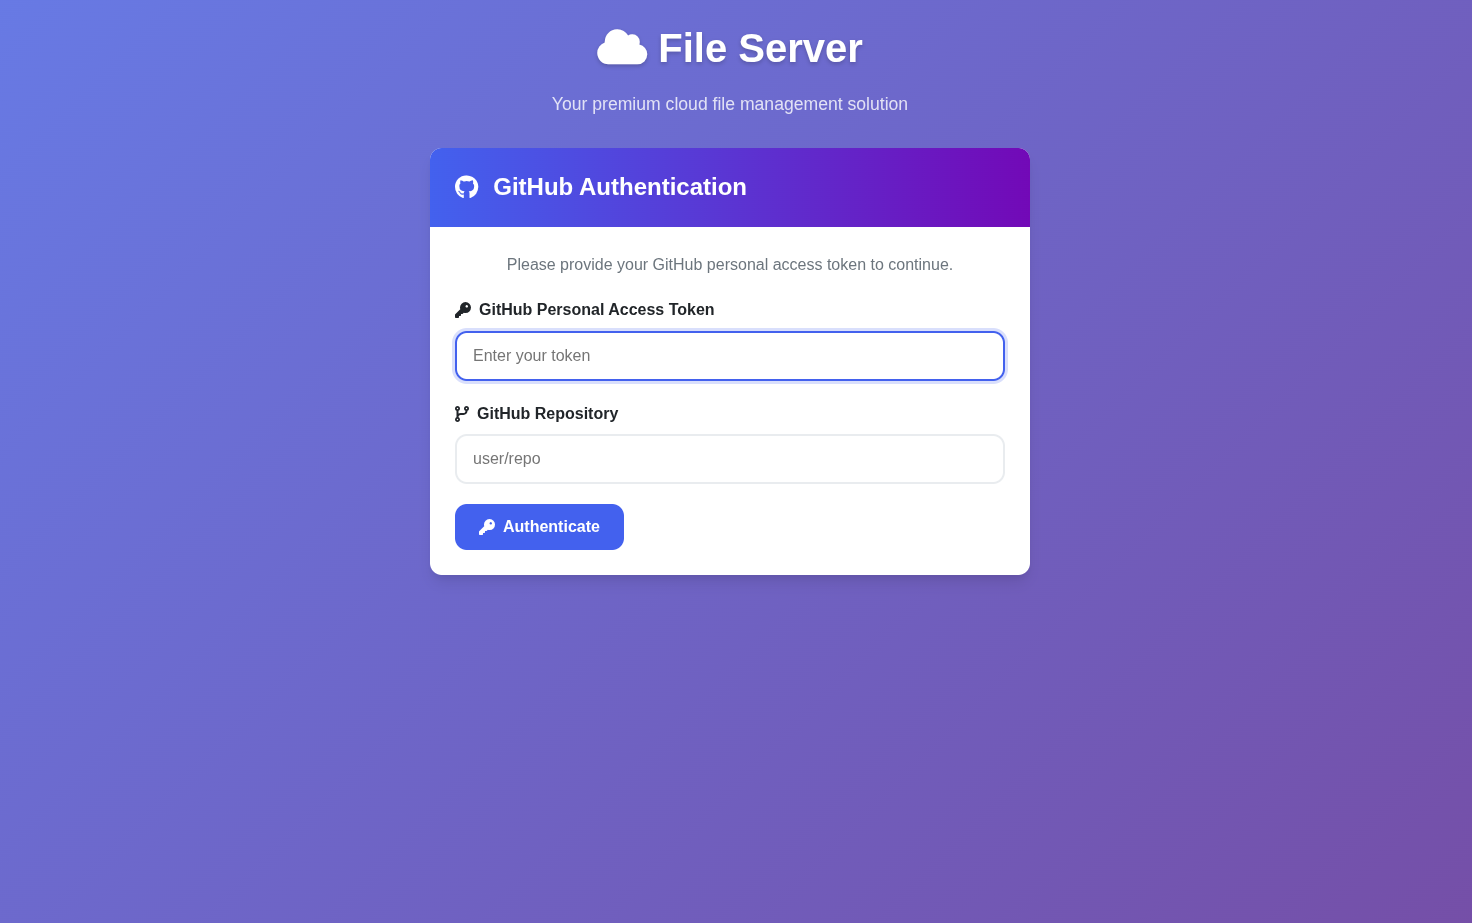 File Server
Your premium cloud file management solution
GitHub Authentication
Please provide your GitHub personal access token to continue.
GitHub Personal Access Token
Enter your token
GitHub Repository
user/repo
Authenticate